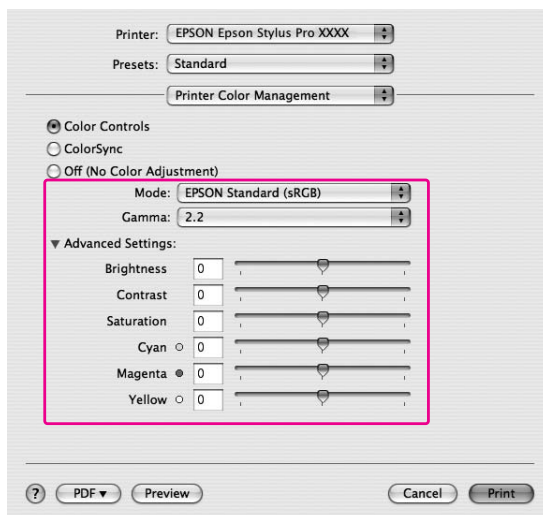 Printer: EPSON Epson Stylus Pro XXXX
Presets: Standard
Printer Color Management
Color Controls
ColorSync
Off (No Color Adjustment)
Mode: EPSON Standard (sRGB)
Gamma: 2.2
Advanced Settings:
Brightness 0
Contrast 0
Saturation 0
Cyan 0
Magenta 0
Yellow 0
? PDF Preview Cancel Print